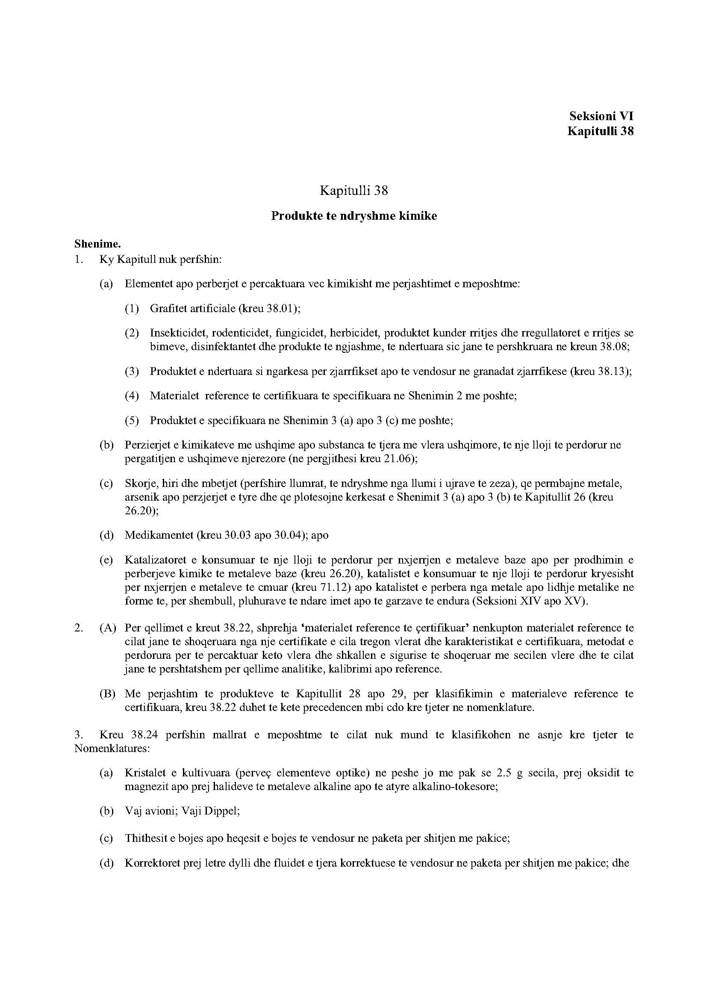 Seksioni VI
Kapitulli 38
Kapitulli 38
Produkte te ndryshme kimike
Shenime.
1. Ky Kapitull nuk perfshin:
(a) Elementet apo perberjet e percaktuara vec kimikisht me perjashtimet e meposhtme:
(1) Grafitet artificiale (kreu 38.01);
(2) Insekticidet, rodenticidet, fungicidet, herbicidet, produktet kunder rritjes dhe rregullatoret e rritjes se
bimeve, disinfektantet dhe produkte te ngjashme, te ndertuara sic jane te pershkruara ne kreun 38.08;
(3) Produktet e ndertuara si ngarkesa per zjarrfikset apo te vendosur ne granadat zjarrfikese (kreu 38.13);
(4) Materialet reference te certifikuara te specifikuara ne Shenimin 2 me poshte;
(5) Produktet e specifikuara ne Shenimin 3 (a) apo 3 (c) me poshte;
(b) Perzierjet e kimikateve me ushqime apo substanca te tjera me vlera ushqimore, te nje lloji te perdorur ne
pergatitjen e ushqimeve njerezore (ne pergjithesi kreu 21.06);
(c) Skorje, hiri dhe mbetjet (perfshire llumrat, te ndryshme nga llumi i ujrave te zeza), qe permbajne metale,
arsenik apo perzjerjet e tyre dhe qe plotesojne kerkesat e Shenimit 3 (a) apo 3 (b) te Kapitullit 26 (kreu
26.20);
(d) Medikamentet (kreu 30.03 apo 30.04); apo
(e) Katalizatoret e konsumuar te nje lloji te perdorur per nxjerrjen e metaleve baze apo per prodhimin e
perberjeve kimike te metaleve baze (kreu 26.20), katalistet e konsumuar te nje lloji te perdorur kryesisht
per nxjerrjen e metaleve te cmuar (kreu 71.12) apo katalistet e perbera nga metale apo lidhje metalike ne
forme te, per shembull, pluhurave te ndare imet apo te garzave te endura (Seksioni XIV apo XV).
2. (A) Per qellimet e kreut 38.22, shprehja ‘materialet reference te çertifikuar’ nenkupton materialet reference te
cilat jane te shoqeruara nga nje certifikate e cila tregon vlerat dhe karakteristikat e certifikuara, metodat e
perdorura per te percaktuar keto vlera dhe shkallen e sigurise te shoqeruar me secilen vlere dhe te cilat
jane te pershtatshem per qellime analitike, kalibrimi apo reference.
(B) Me perjashtim te produkteve te Kapitullit 28 apo 29, per klasifikimin e materialeve reference te
certifikuara, kreu 38.22 duhet te kete precedencen mbi cdo kre tjeter ne nomenklature.
3. Kreu 38.24 perfshin mallrat e meposhtme te cilat nuk mund te klasifikohen ne asnje kre tjeter te
Nomenklatures:
(a) Kristalet e kultivuara (perveç elementeve optike) ne peshe jo me pak se 2.5 g secila, prej oksidit te
magnezit apo prej halideve te metaleve alkaline apo te atyre alkalino-tokesore;
(b) Vaj avioni; Vaji Dippel;
(c) Thithesit e bojes apo heqesit e bojes te vendosur ne paketa per shitjen me pakice;
(d) Korrektoret prej letre dylli dhe fluidet e tjera korrektuese te vendosur ne paketa per shitjen me pakice; dhe